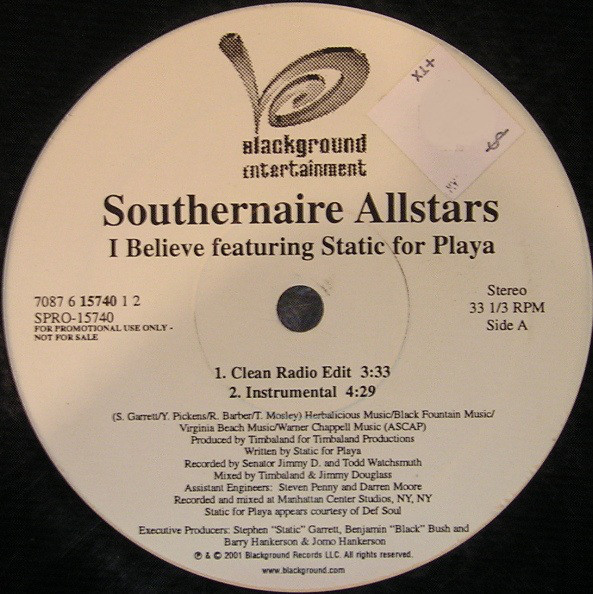 Blackground
Entertainment
XT+
Southernaire Allstars
I Believe featuring Static for Playa
7087 6 15740 1 2
SPRO-15740
FOR PROMOTIONAL USE ONLY -
NOT FOR SALE
Stereo
33 1/3 RPM
Side A
1. Clean Radio Edit 3:33
2. Instrumental 4:29
(S. Garrett/Y. Pickens/R. Barber/T. Mosley) Herbalicious Music/Black Fountain Music/
Virginia Beach Music/Warner Chappell Music (ASCAP)
Produced by Timbaland for Timbaland Productions
Written by Static for Playa
Recorded by Senator Jimmy D. and Todd Watchsmuth
Mixed by Timbaland & Jimmy Douglass
Assistant Engineers: Steven Penny and Darren Moore
Recorded and mixed at Manhattan Center Studios, NY, NY
Static for Playa appears courtesy of Def Soul
Executive Producers: Stephen "Static" Garrett, Benjamin "Black" Bush and
Barry Hankerson & Jomo Hankerson
℗ & © 2001 Blackground Records LLC. All rights reserved.
www.blackground.com